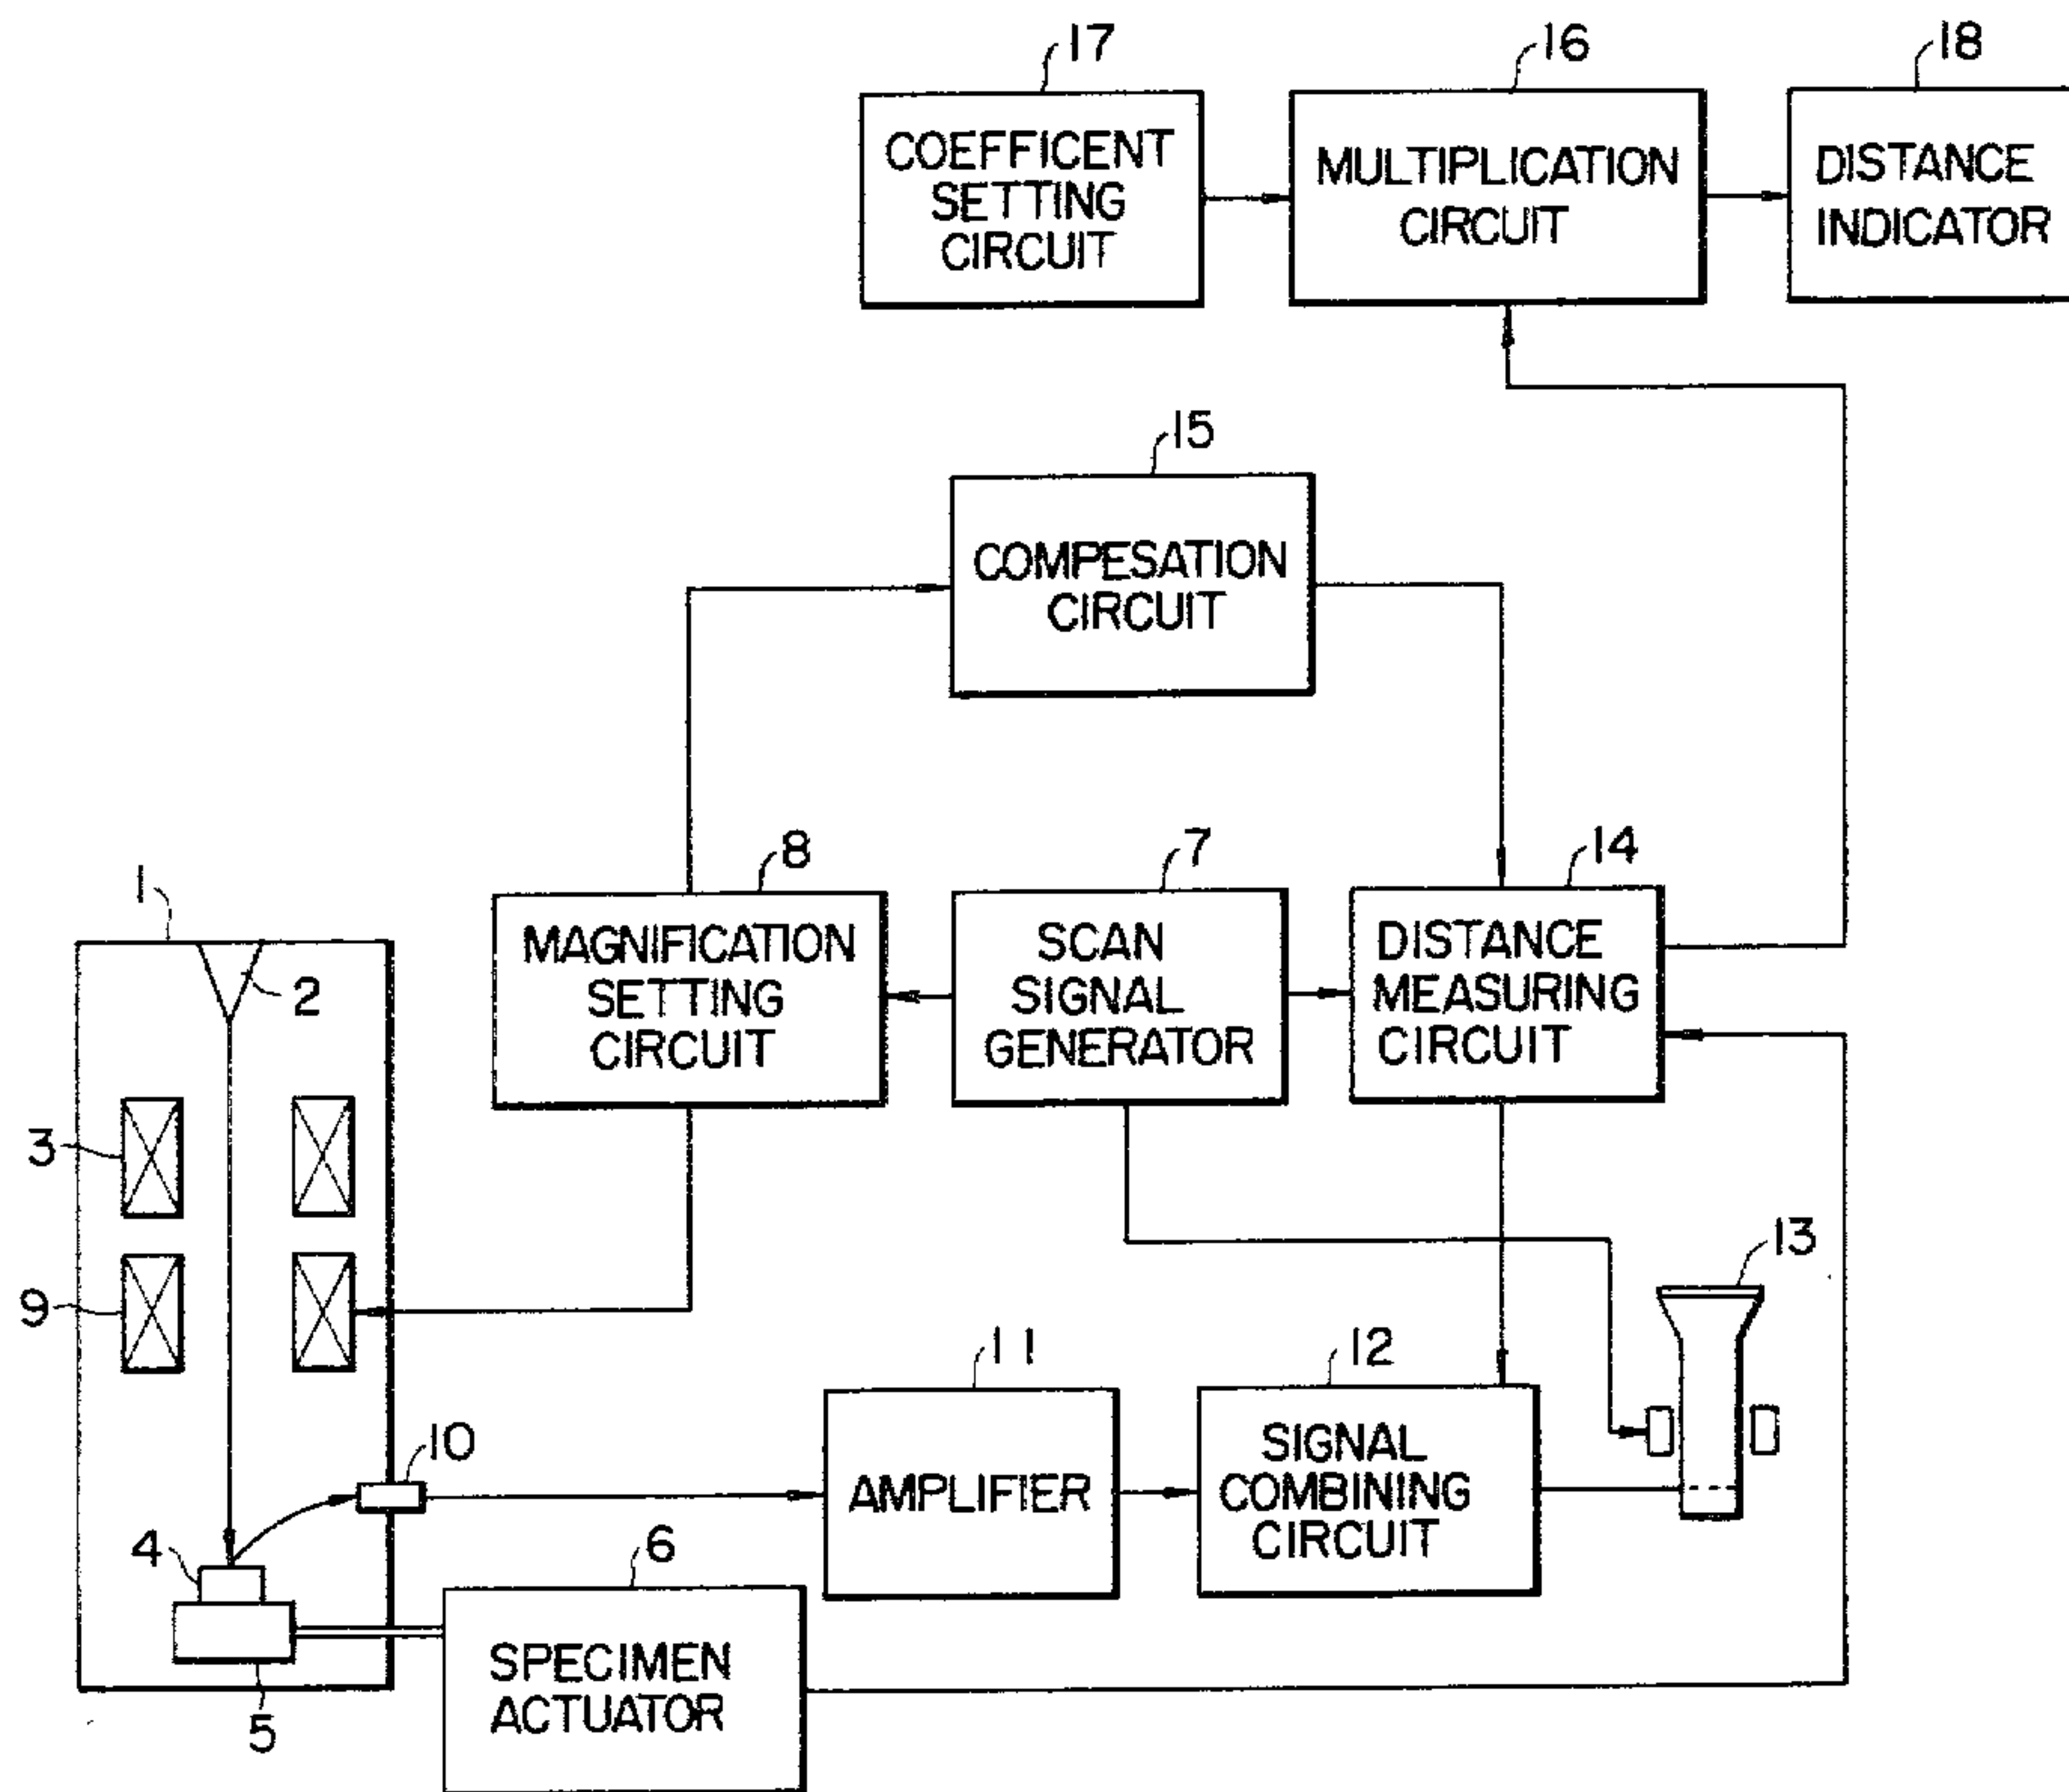 17
16
18
COEFFICENT
SETTING
CIRCUIT
MULTIPLICATION
CIRCUIT
DISTANCE
INDICATOR
15
COMPESATION
CIRCUIT
8
7
14
MAGNIFICATION
SETTING
CIRCUIT
SCAN
SIGNAL
GENERATOR
DISTANCE
MEASURING
CIRCUIT
1
2
3
9
13
10
11
12
AMPLIFIER
SIGNAL
COMBINING
CIRCUIT
4
5
6
SPECIMEN
ACTUATOR